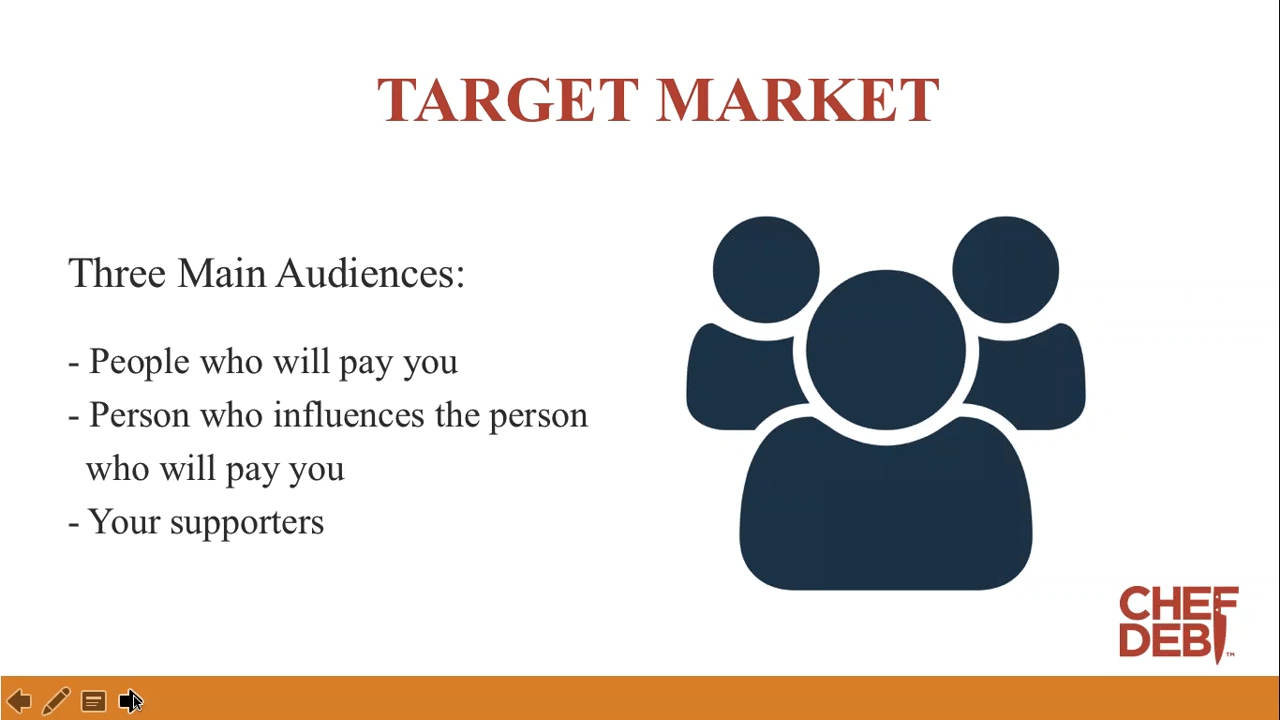 TARGET MARKET
Three Main Audiences:
- People who will pay you
- Person who influences the person
who will pay you
- Your supporters
CHEF
DEBI™